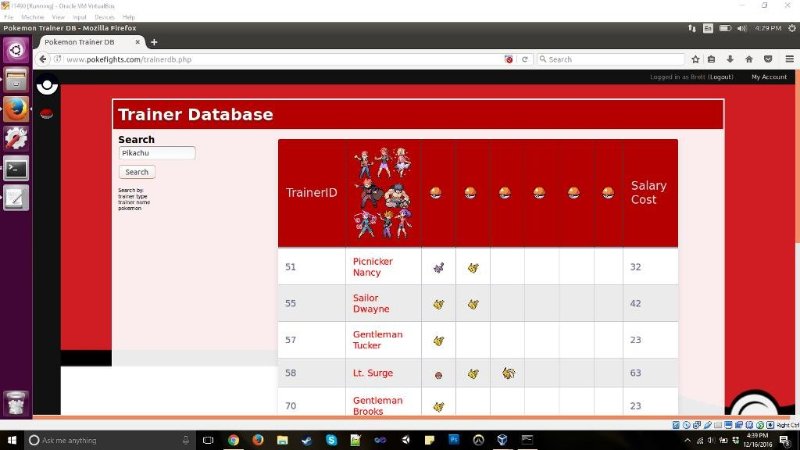 i1490 [Running] - Oracle VM VirtualBox
File Machine View Input Devices Help
Pokemon Trainer DB - Mozilla Firefox
En
4:29 PM
Pokemon Trainer DB
www.pokefights.com/trainerdb.php
Search
Logged in as Brett (Logout)
My Account
Trainer Database
Search
Pikachu
Search
Search by:
trainer type
trainer name
pokemon
TrainerID
Salary
Cost
51
Picnicker
Nancy
32
55
Sailor
Dwayne
42
57
Gentleman
Tucker
23
58
Lt. Surge
63
70
Gentleman
Brooks
23
Right Ctrl
Ask me anything
4:39 PM
12/16/2016